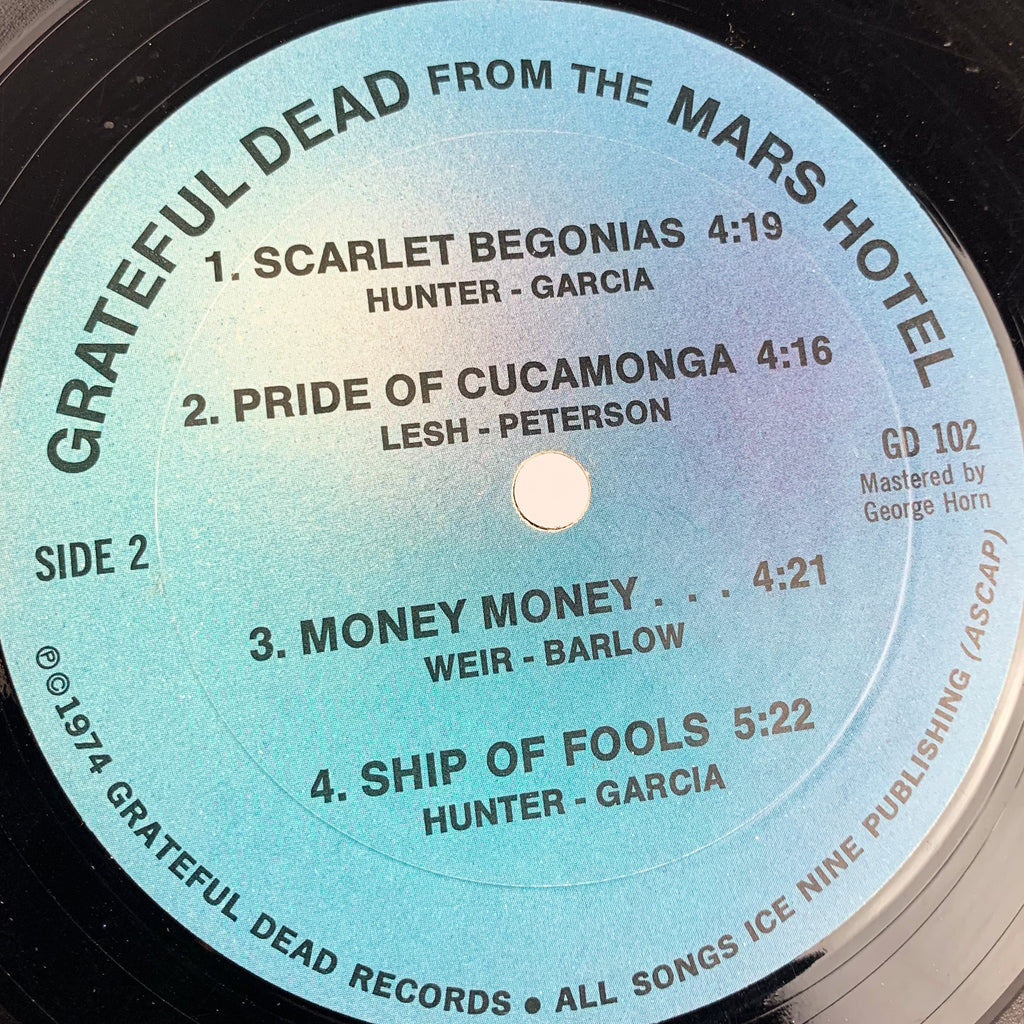 GRATEFUL DEAD FROM THE MARS HOTEL
1. SCARLET BEGONIAS 4:19
HUNTER - GARCIA
2. PRIDE OF CUCAMONGA 4:16
LESH - PETERSON
GD 102
Mastered by
George Horn
SIDE 2
3. MONEY MONEY . . . 4:21
WEIR - BARLOW
4. SHIP OF FOOLS 5:22
HUNTER - GARCIA
℗©1974 GRATEFUL DEAD RECORDS ● ALL SONGS ICE NINE PUBLISHING (ASCAP)